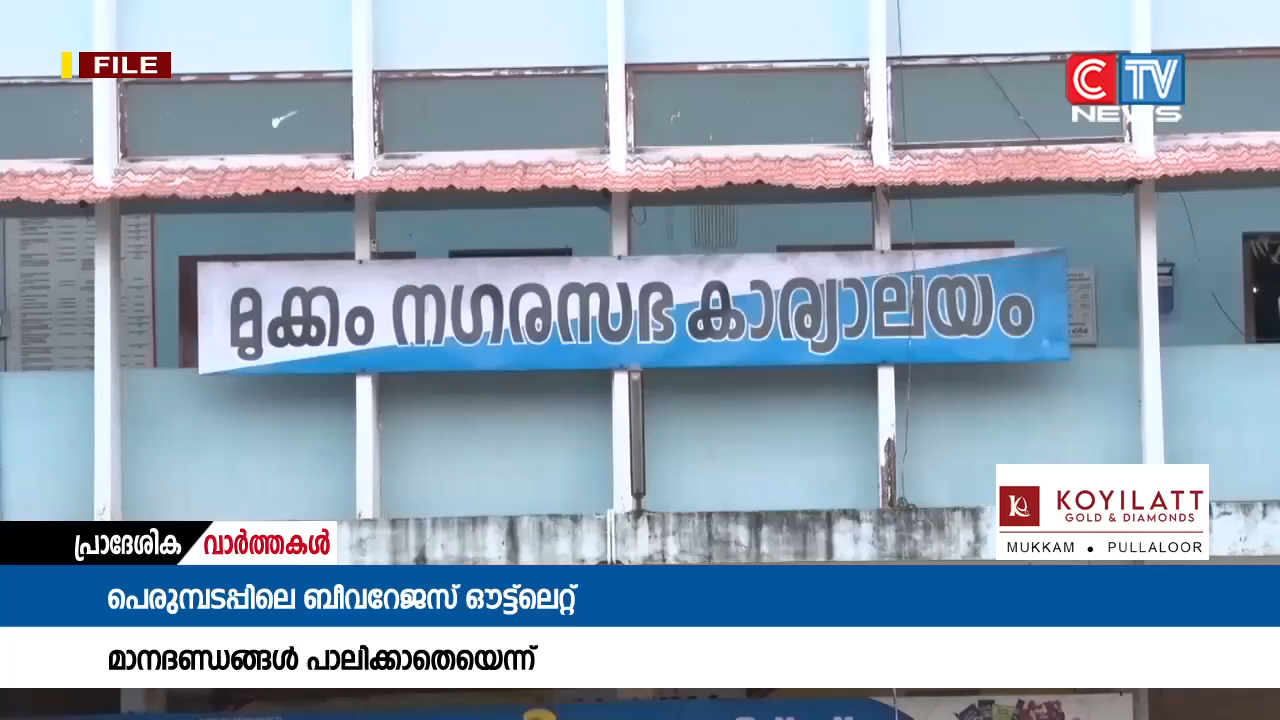 FILE
CTV
NEWS
മുക്കം നഗരസഭ കാര്യാലയം
KOYILATT
GOLD & DIAMONDS
MUKKAM • PULLALOOR
പ്രാദേശിക വാർത്തകൾ
പെരുമ്പടപ്പിലെ ബീവറേജസ് ഔട്ട്ലെറ്റ്
മാനദണ്ഡങ്ങൾ പാലിക്കാതെയെന്ന്